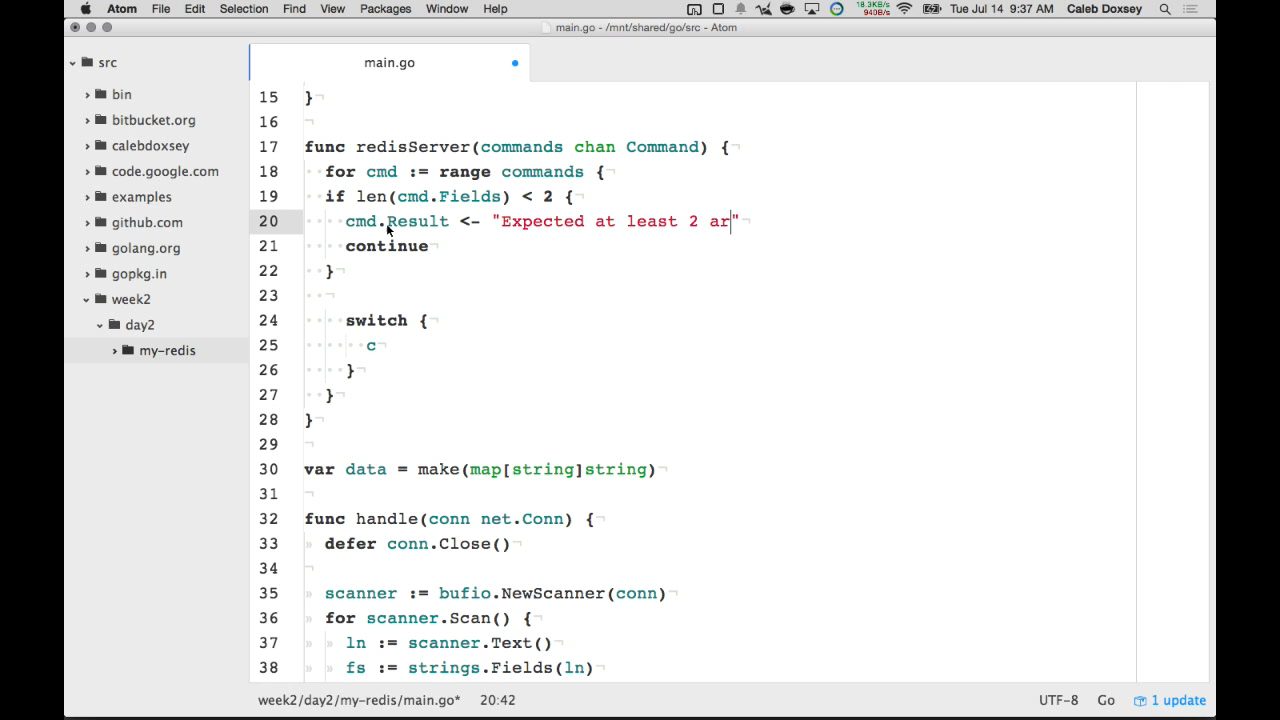 Atom File Edit Selection Find View Packages Window Help 18.3KB/s 940B/s Tue Jul 14 9:37 AM Caleb Doxsey
main.go - /mnt/shared/go/src - Atom
src
bin
bitbucket.org
calebdoxsey
code.google.com
examples
github.com
golang.org
gopkg.in
week2
day2
my-redis
main.go
15 }
16
17 func redisServer(commands chan Command) {
18 for cmd := range commands {
19 if len(cmd.Fields) < 2 {
20 cmd.Result <- "Expected at least 2 ar"
21 continue
22 }
23
24 switch {
25 c
26 }
27 }
28 }
29
30 var data = make(map[string]string)
31
32 func handle(conn net.Conn) {
33 defer conn.Close()
34
35 scanner := bufio.NewScanner(conn)
36 for scanner.Scan() {
37 ln := scanner.Text()
38 fs := strings.Fields(ln)
week2/day2/my-redis/main.go* 20:42 UTF-8 Go 1 update